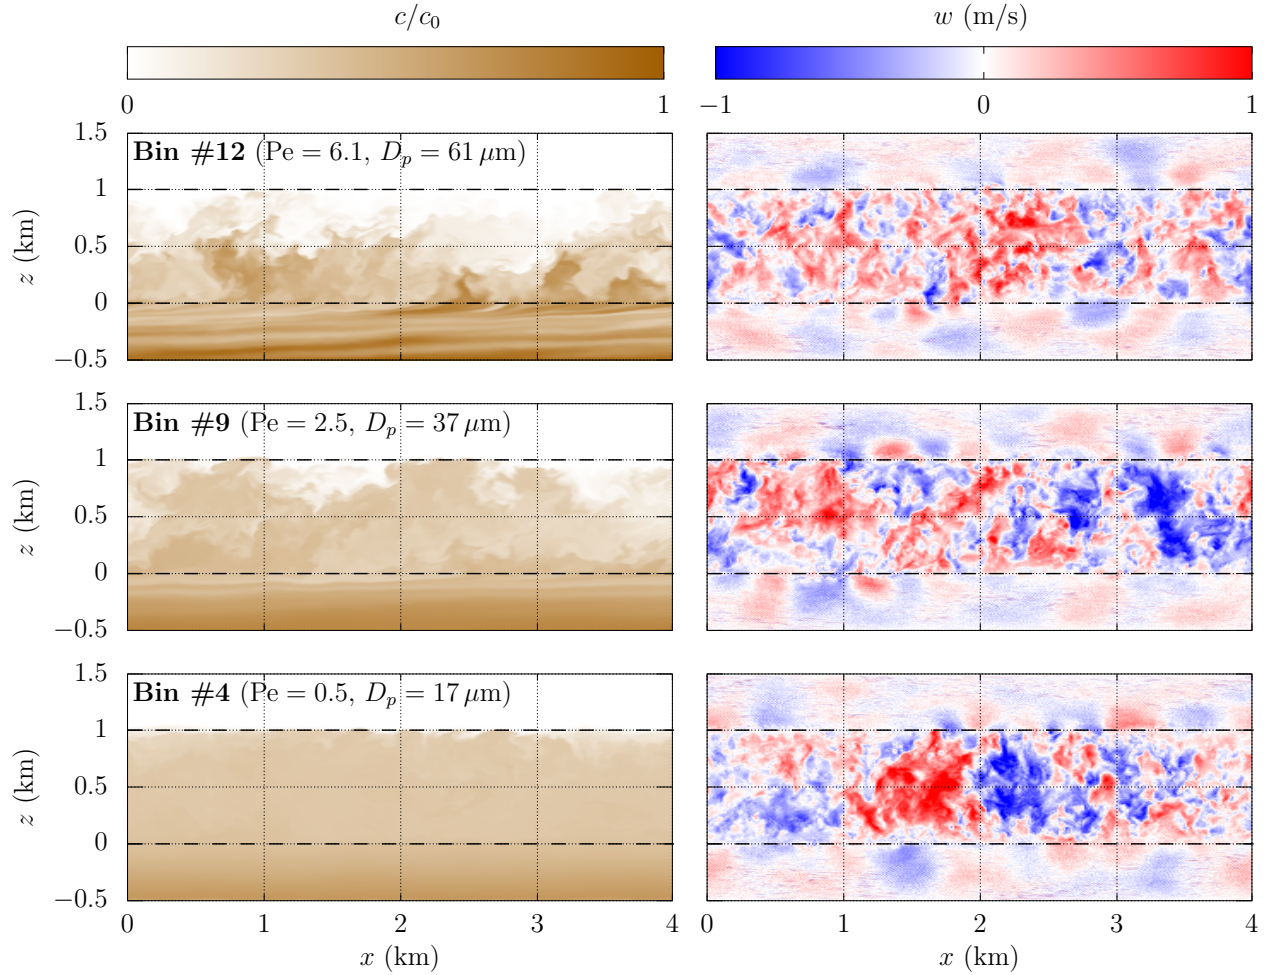 c/c₀ w (m/s)
0 1 −1 0 1
1.5
Bin #12 (Pe = 6.1, Dₚ = 61 μm)
1
0.5
z (km)
0
−0.5
1.5
Bin #9 (Pe = 2.5, Dₚ = 37 μm)
1
0.5
z (km)
0
−0.5
1.5
Bin #4 (Pe = 0.5, Dₚ = 17 μm)
1
0.5
z (km)
0
−0.5
0 1 2 3 4 0 1 2 3 4
x (km) x (km)